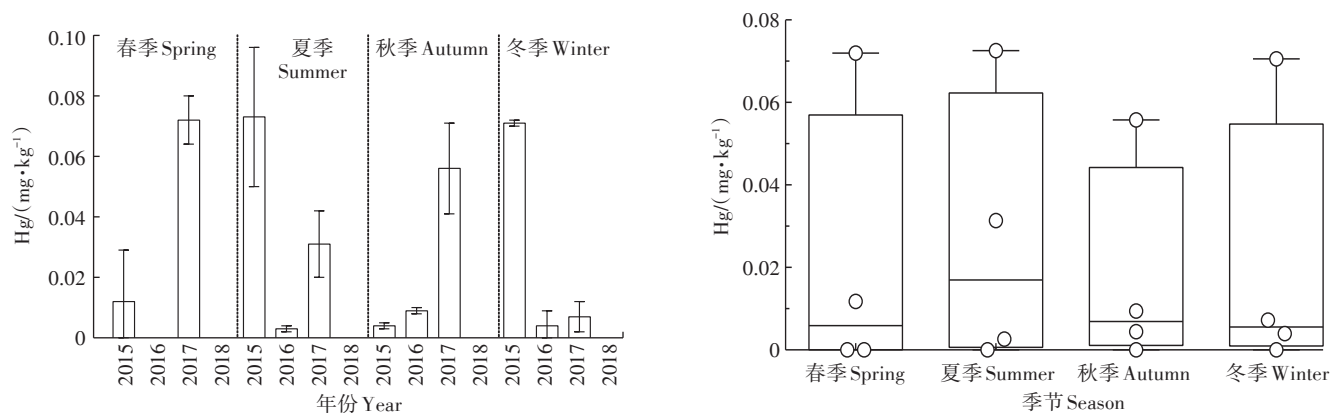 0.10
0.08
0.06
0.04
0.02
0
Hg/(mg·kg⁻¹)
春季 Spring
夏季
Summer
秋季 Autumn
冬季 Winter
2015 2016 2017 2018 2015 2016 2017 2018 2015 2016 2017 2018 2015 2016 2017 2018
年份 Year
0.08
0.06
0.04
0.02
0
Hg/(mg·kg⁻¹)
春季 Spring 夏季 Summer 秋季 Autumn 冬季 Winter
季节 Season